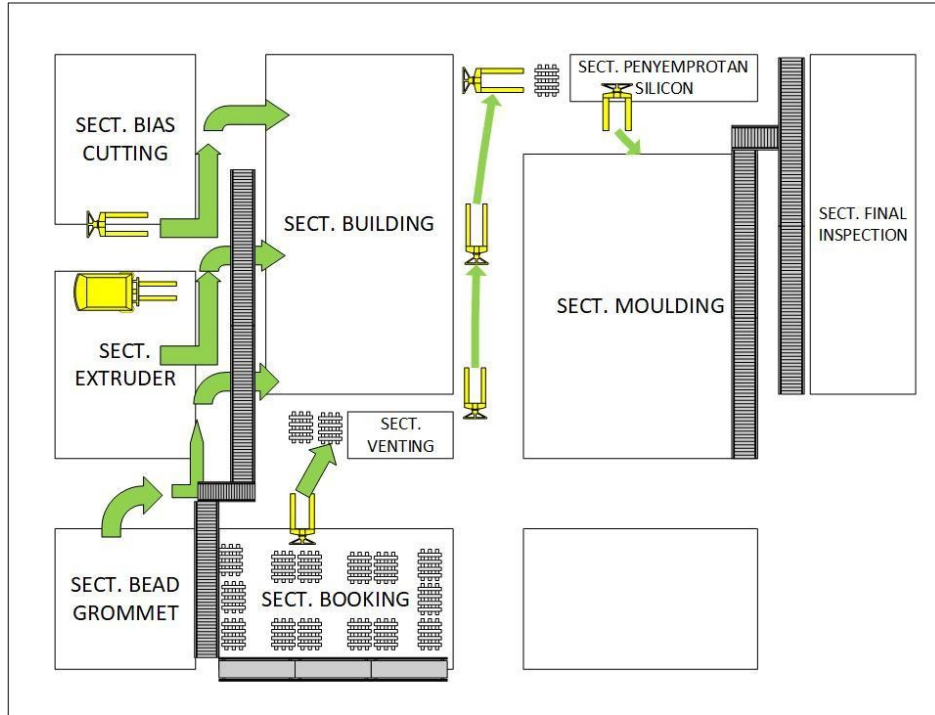 SECT. BIAS
CUTTING
SECT. BUILDING
SECT. PENYEMPROTAN
SILICON
SECT. FINAL
INSPECTION
SECT. MOULDING
SECT.
EXTRUDER
SECT.
VENTING
SECT. BEAD
GROMMET
SECT. BOOKING